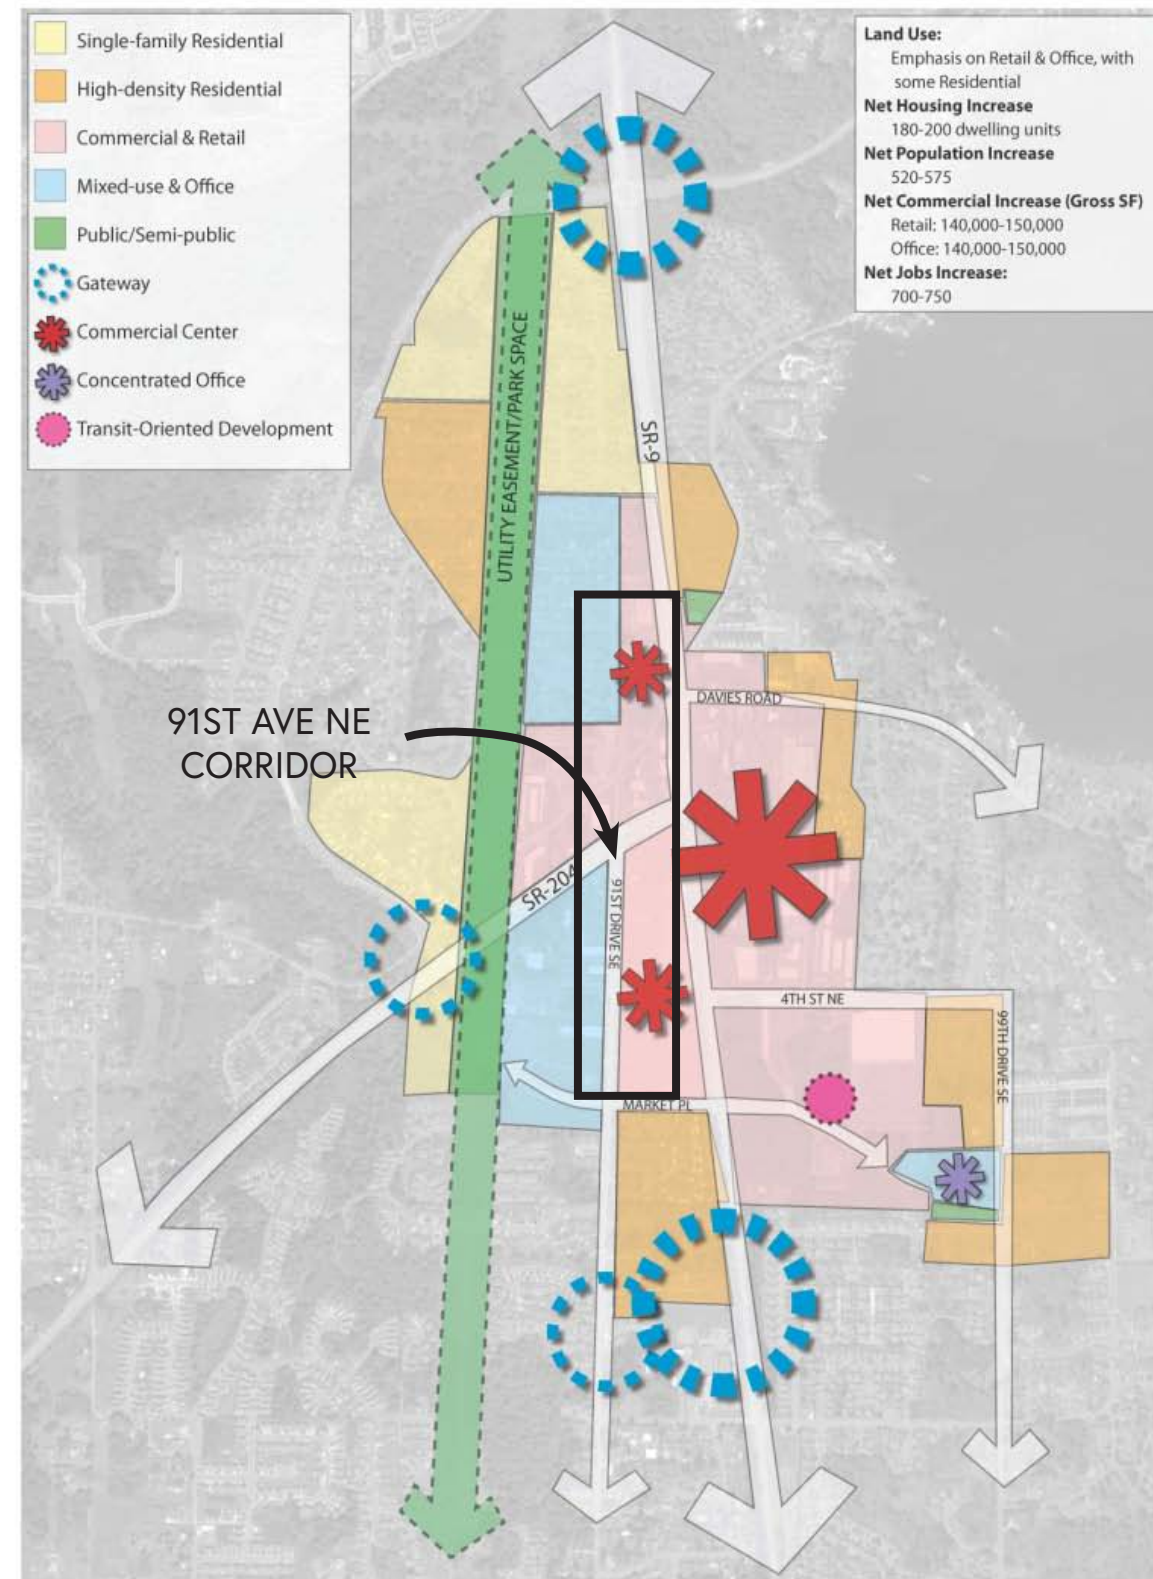 Single-family Residential
High-density Residential
Commercial & Retail
Mixed-use & Office
Public/Semi-public
Gateway
Commercial Center
Concentrated Office
Transit-Oriented Development
Land Use:
Emphasis on Retail & Office, with
some Residential
Net Housing Increase
180-200 dwelling units
Net Population Increase
520-575
Net Commercial Increase (Gross SF)
Retail: 140,000-150,000
Office: 140,000-150,000
Net Jobs Increase:
700-750
UTILITY EASEMENT/PARK SPACE
SR-9
DAVIES ROAD
91ST AVE NE
CORRIDOR
SR-204
91ST DRIVE SE
4TH ST NE
99TH DRIVE SE
MARKET PL